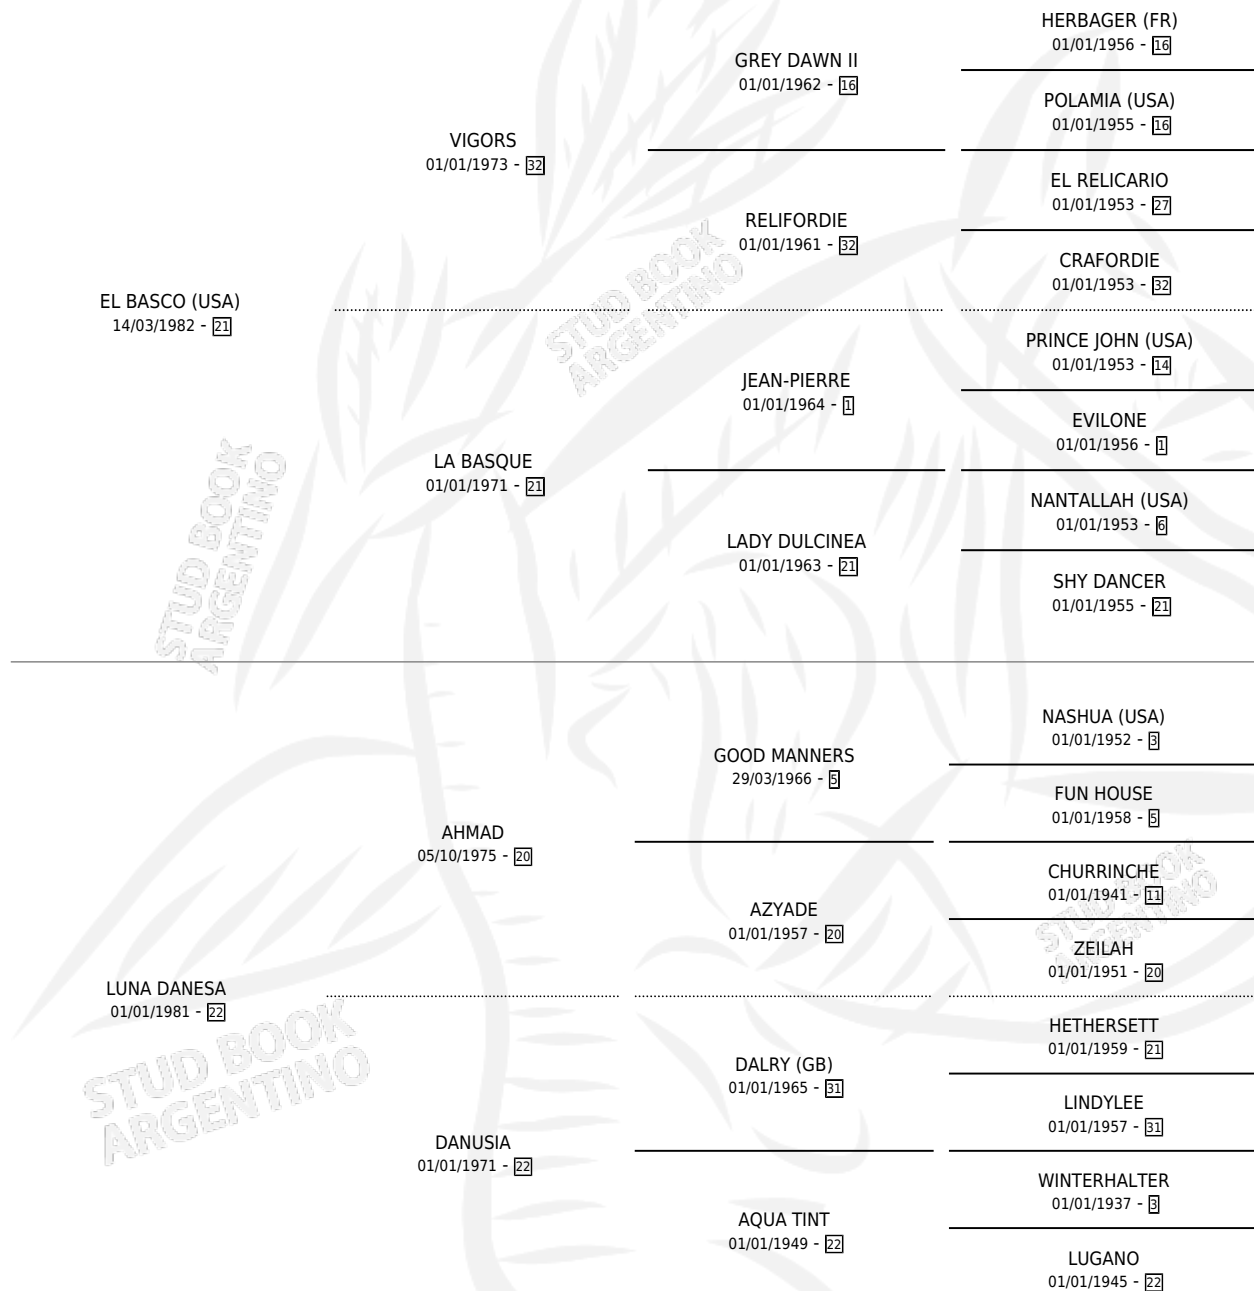 HERBAGER (FR)
01/01/1956 - 16
GREY DAWN II
01/01/1962 - 16
POLAMIA (USA)
01/01/1955 - 16
VIGORS
01/01/1973 - 32
EL RELICARIO
01/01/1953 - 27
RELIFORDIE
01/01/1961 - 32
CRAFORDIE
01/01/1953 - 32
EL BASCO (USA)
14/03/1982 - 21
PRINCE JOHN (USA)
01/01/1953 - 14
JEAN-PIERRE
01/01/1964 - 1
EVILONE
01/01/1956 - 1
LA BASQUE
01/01/1971 - 21
NANTALLAH (USA)
01/01/1953 - 6
LADY DULCINEA
01/01/1963 - 21
SHY DANCER
01/01/1955 - 21
STUD BOOK
ARGENTINO
STUD BOOK
ARGENTINO
NASHUA (USA)
01/01/1952 - 3
GOOD MANNERS
29/03/1966 - 5
FUN HOUSE
01/01/1958 - 5
AHMAD
05/10/1975 - 20
CHURRINCHE
01/01/1941 - 11
AZYADE
01/01/1957 - 20
ZEILAH
01/01/1951 - 20
STUD BOOK
ARGENTINO
LUNA DANESA
01/01/1981 - 22
HETHERSETT
01/01/1959 - 21
DALRY (GB)
01/01/1965 - 31
LINDYLEE
01/01/1957 - 31
STUD BOOK
ARGENTINO
DANUSIA
01/01/1971 - 22
WINTERHALTER
01/01/1937 - 3
AQUA TINT
01/01/1949 - 22
LUGANO
01/01/1945 - 22